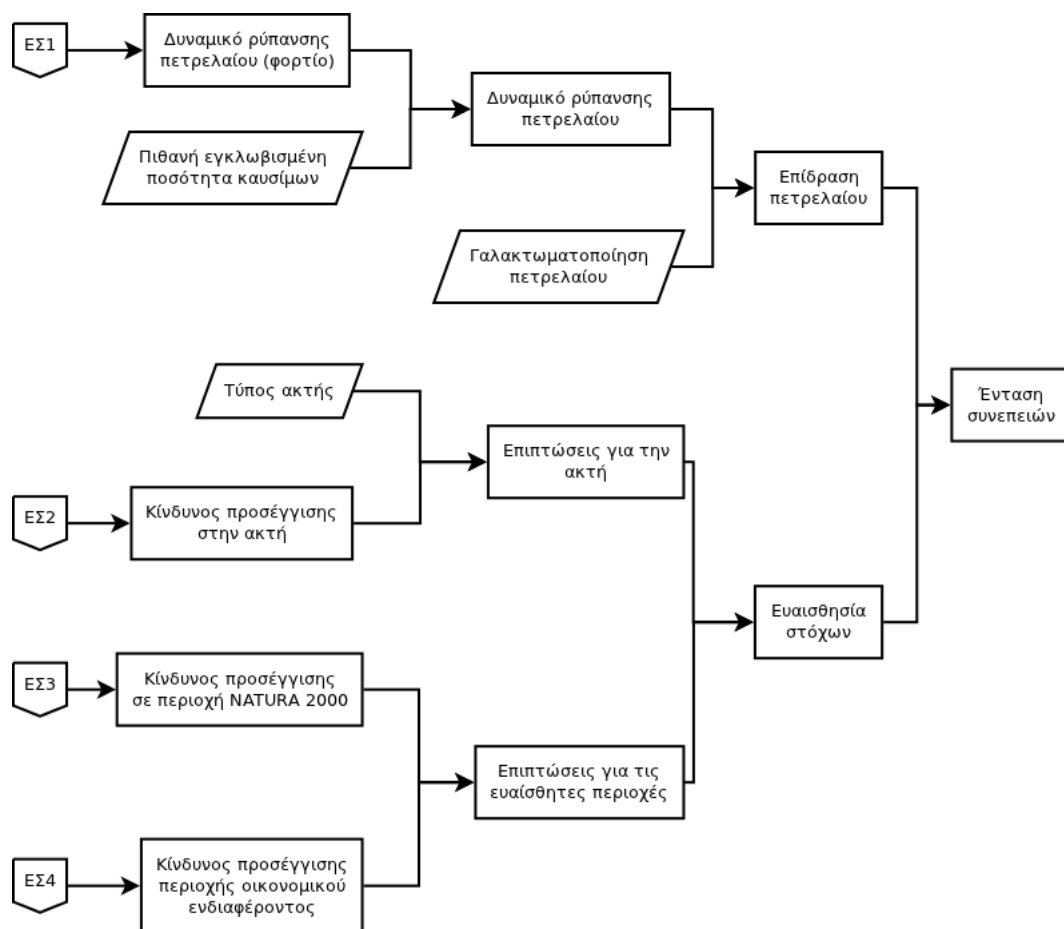 ΕΣ1
Δυναμικό ρύπανσης
πετρελαίου (φορτίο)
Πιθανή εγκλωβισμένη
ποσότητα καυσίμων
Δυναμικό ρύπανσης
πετρελαίου
Γαλακτωματοποίηση
πετρελαίου
Επίδραση
πετρελαίου
Τύπος ακτής
ΕΣ2
Κίνδυνος προσέγγισης
στην ακτή
Επιπτώσεις για την
ακτή
Ένταση
συνεπειών
ΕΣ3
Κίνδυνος προσέγγισης
σε περιοχή NATURA 2000
Ευαισθησία
στόχων
Επιπτώσεις για τις
ευαίσθητες περιοχές
ΕΣ4
Κίνδυνος προσέγγισης
περιοχής οικονομικού
ενδιαφέροντος